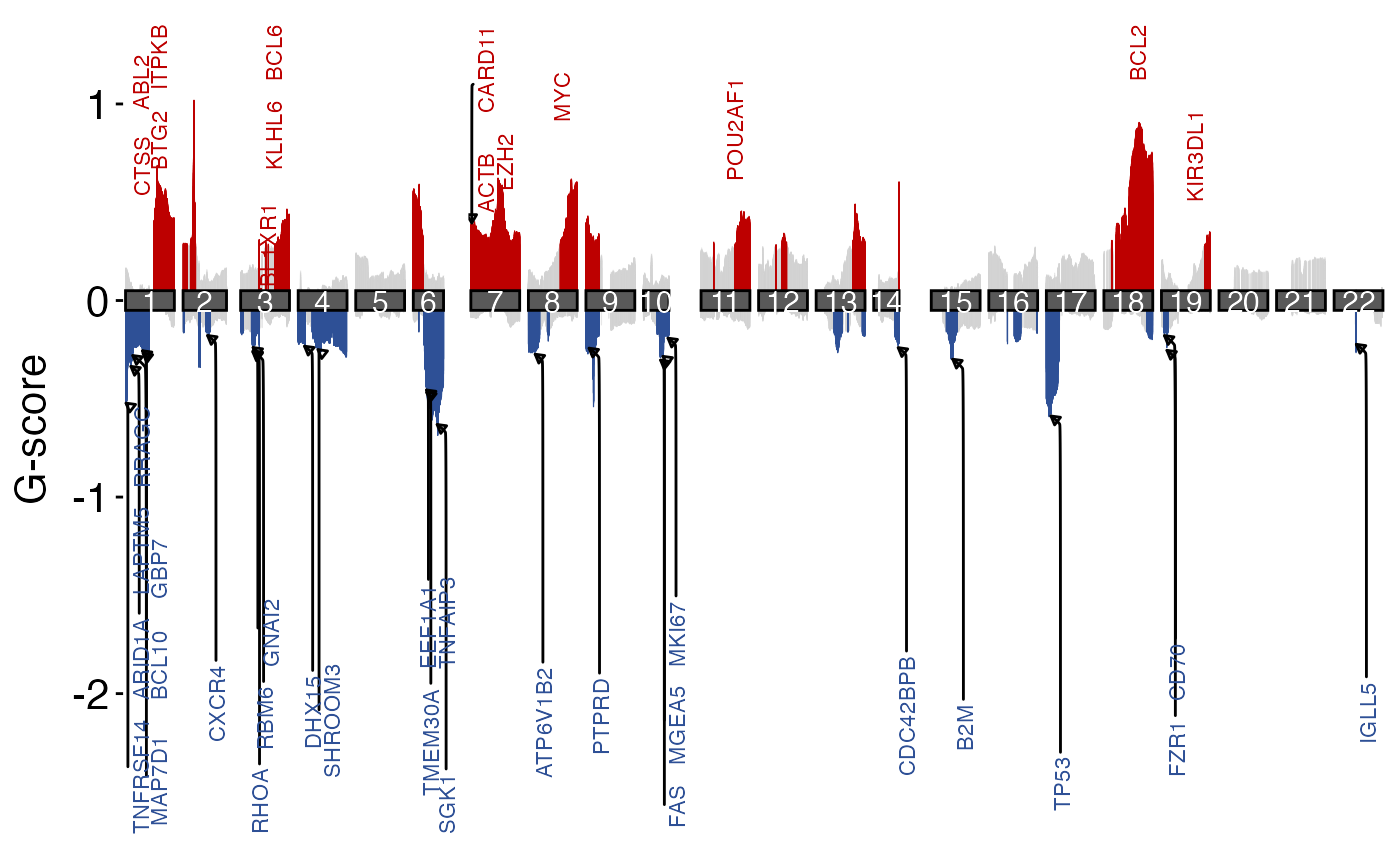 ABL2
ITPKB
CTSS
BTG2
BCL6
KLHL6
CARD11
ACTB
EZH2
MYC
POU2AF1
BCL2
KIR3DL1
G-score
1
0
-1
-2
1
2
3
4
5
6
7
8
9
10
11
12
13
14
15
16
17
18
19
20
21
22
RRAGC
LAPTM5
GBP7
ARID1A
BCL10
TNFRSF14
MAP7D1
CXCR4
GNAI2
RBM6
RHOA
DHX15
SHROOM3
EEF1A1
TNFAIP3
TMEM30A
SGK1
ATP6V1B2
PTPRD
MKI67
MGEA5
FAS
CDC42BPB
B2M
TP53
CD70
FZR1
IGLL5